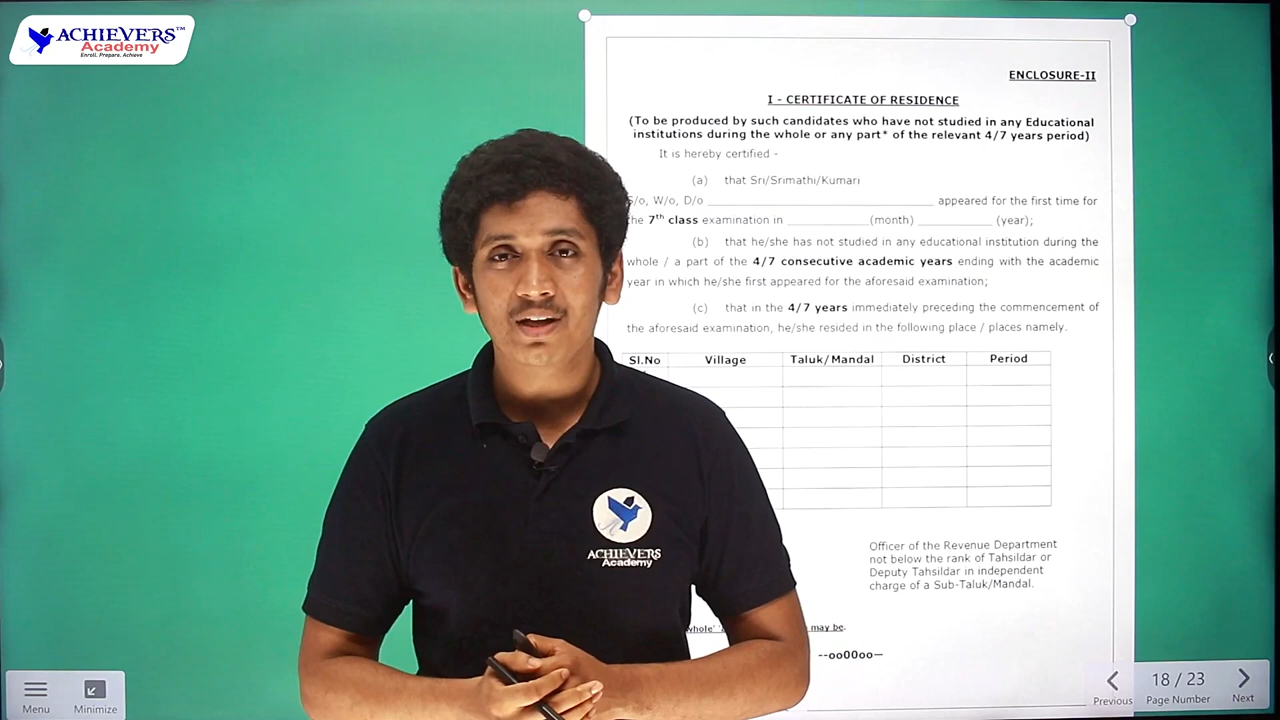 ACHIEVERS™
Academy
Enroll. Prepare. Achieve
ENCLOSURE-II
I - CERTIFICATE OF RESIDENCE
(To be produced by such candidates who have not studied in any Educational
institutions during the whole or any part* of the relevant 4/7 years period)
It is hereby certified -
(a) that Sri/Srimathi/Kumari
S/o, W/o, D/o ______ appeared for the first time for
the 7th class examination in ______ (month) ______ (year);
(b) that he/she has not studied in any educational institution during the
whole / a part of the 4/7 consecutive academic years ending with the academic
year in which he/she first appeared for the aforesaid examination;
(c) that in the 4/7 years immediately preceding the commencement of
the aforesaid examination, he/she resided in the following place / places namely.
Sl.No Village Taluk/Mandal District Period
Officer of the Revenue Department
not below the rank of Tahsildar or
Deputy Tahsildar in independent
charge of a Sub-Taluk/Mandal.
whole' may be.
--oo00oo—
ACHIEVERS
Academy
Menu
Minimize
Previous
18 / 23
Page Number
Next